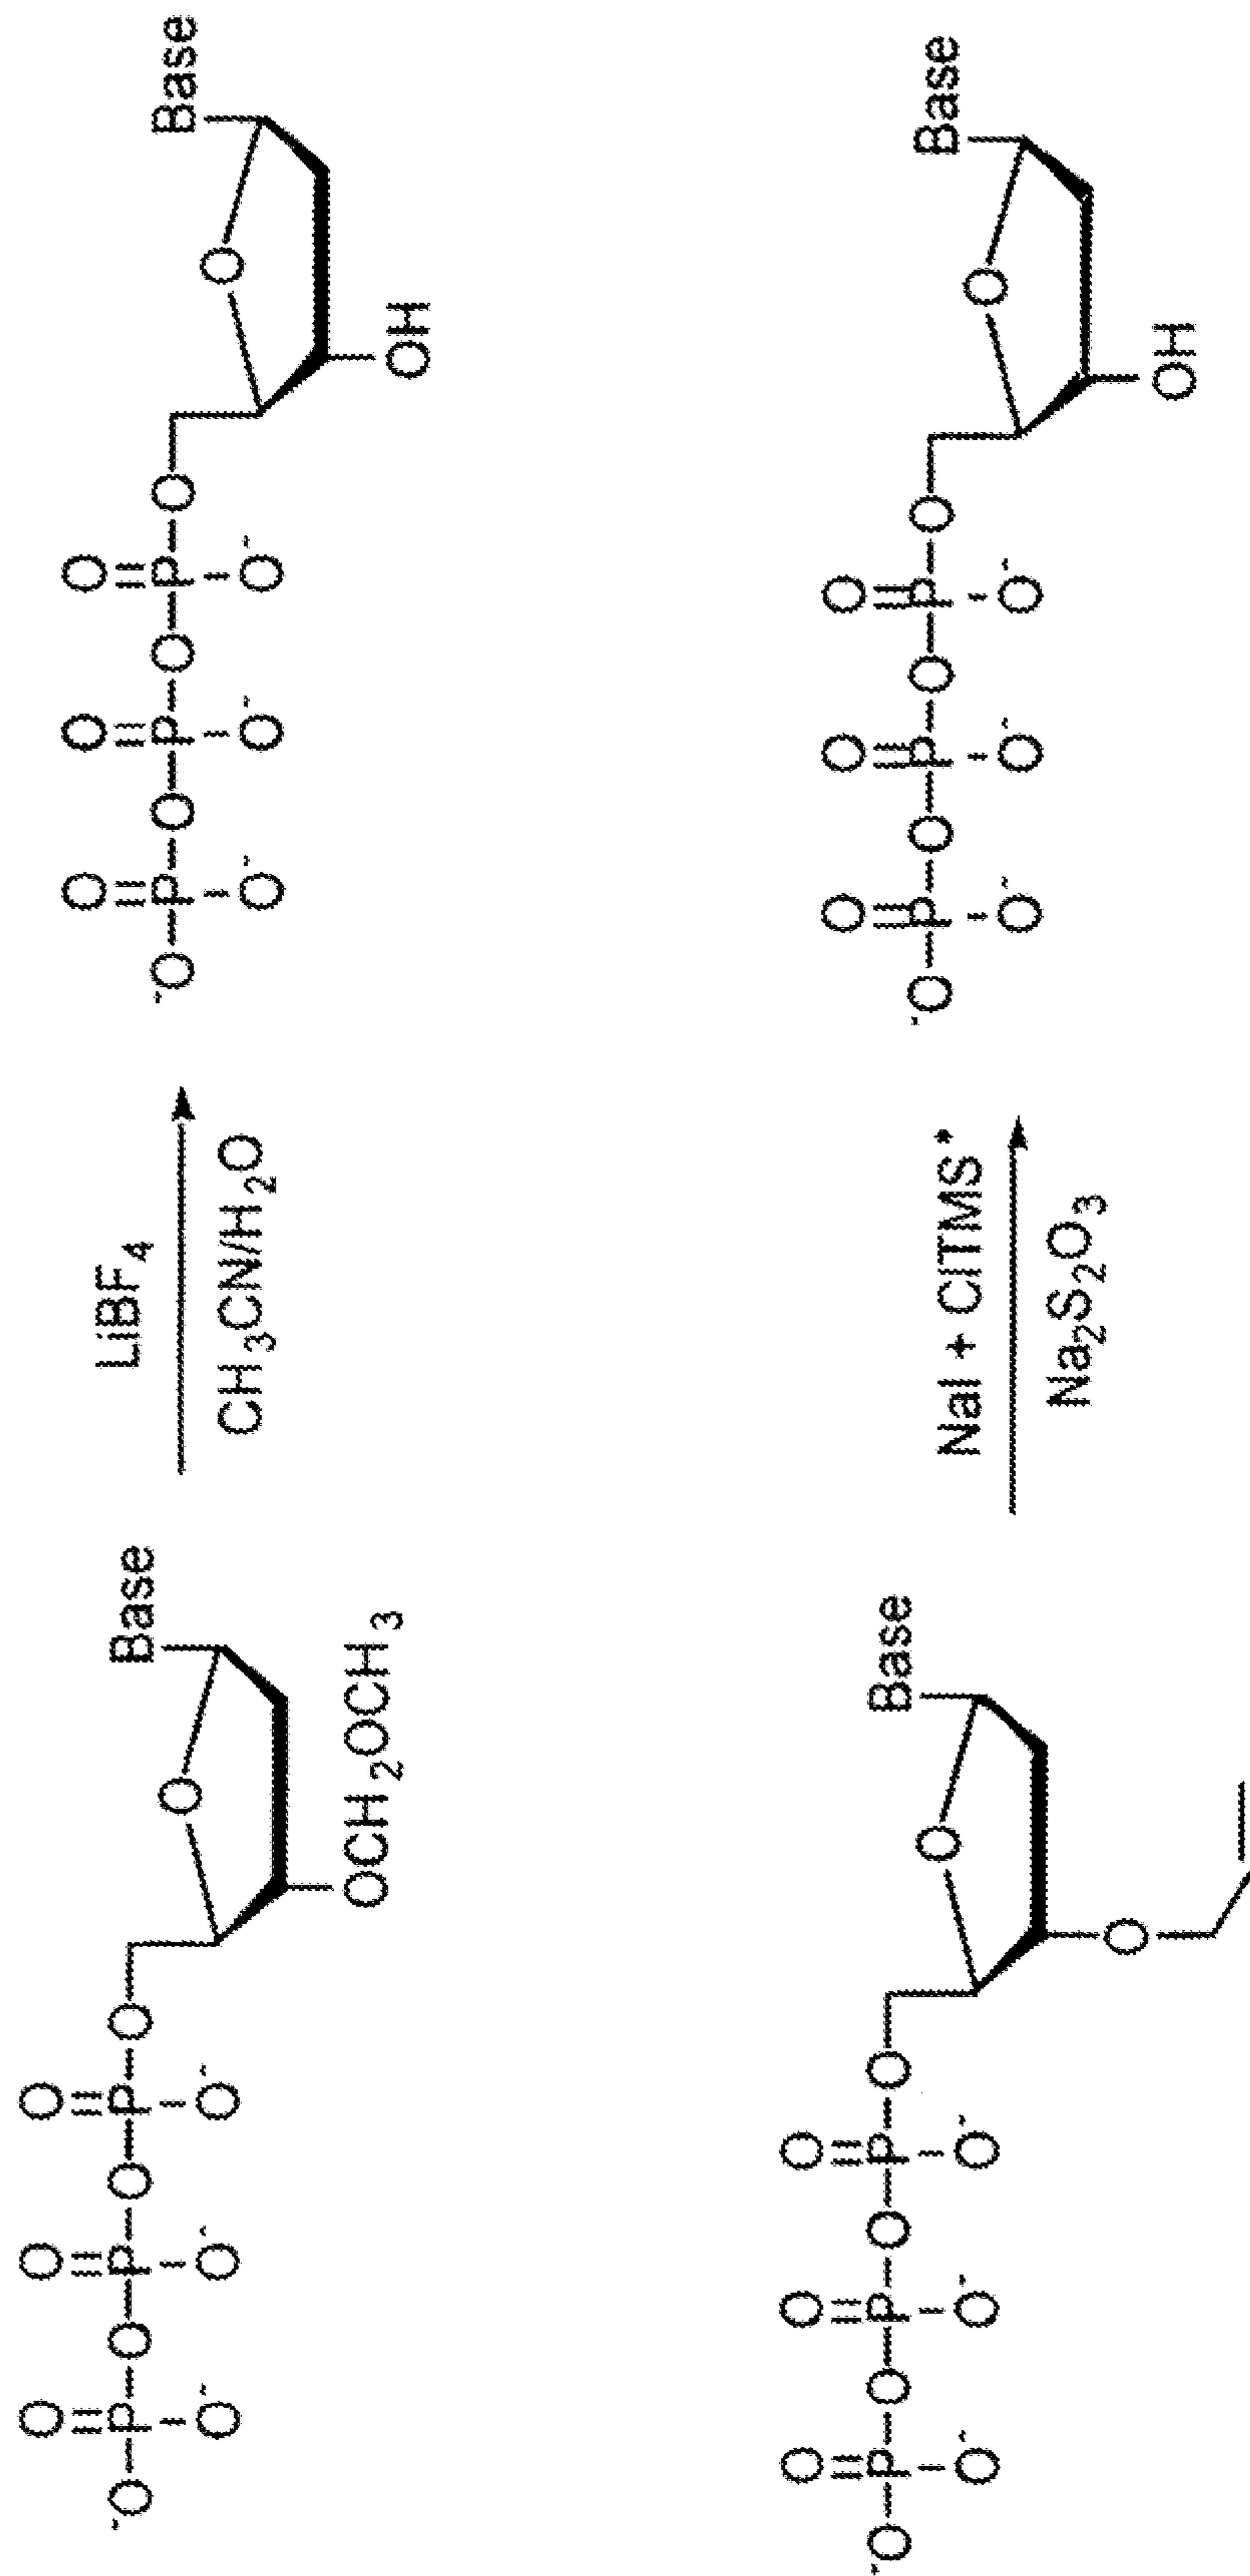 O O O
⁻O-P-O-P-O-P-O
O⁻ O⁻ O⁻
O
Base
OCH₂OCH₃
LiBF₄
CH₃CN/H₂O
O O O
⁻O-P-O-P-O-P-O
O⁻ O⁻ O⁻
O
Base
OH
O O O
⁻O-P-O-P-O-P-O
O⁻ O⁻ O⁻
O
Base
O
NaI + ClTMS*
Na₂S₂O₃
O O O
⁻O-P-O-P-O-P-O
O⁻ O⁻ O⁻
O
Base
OH